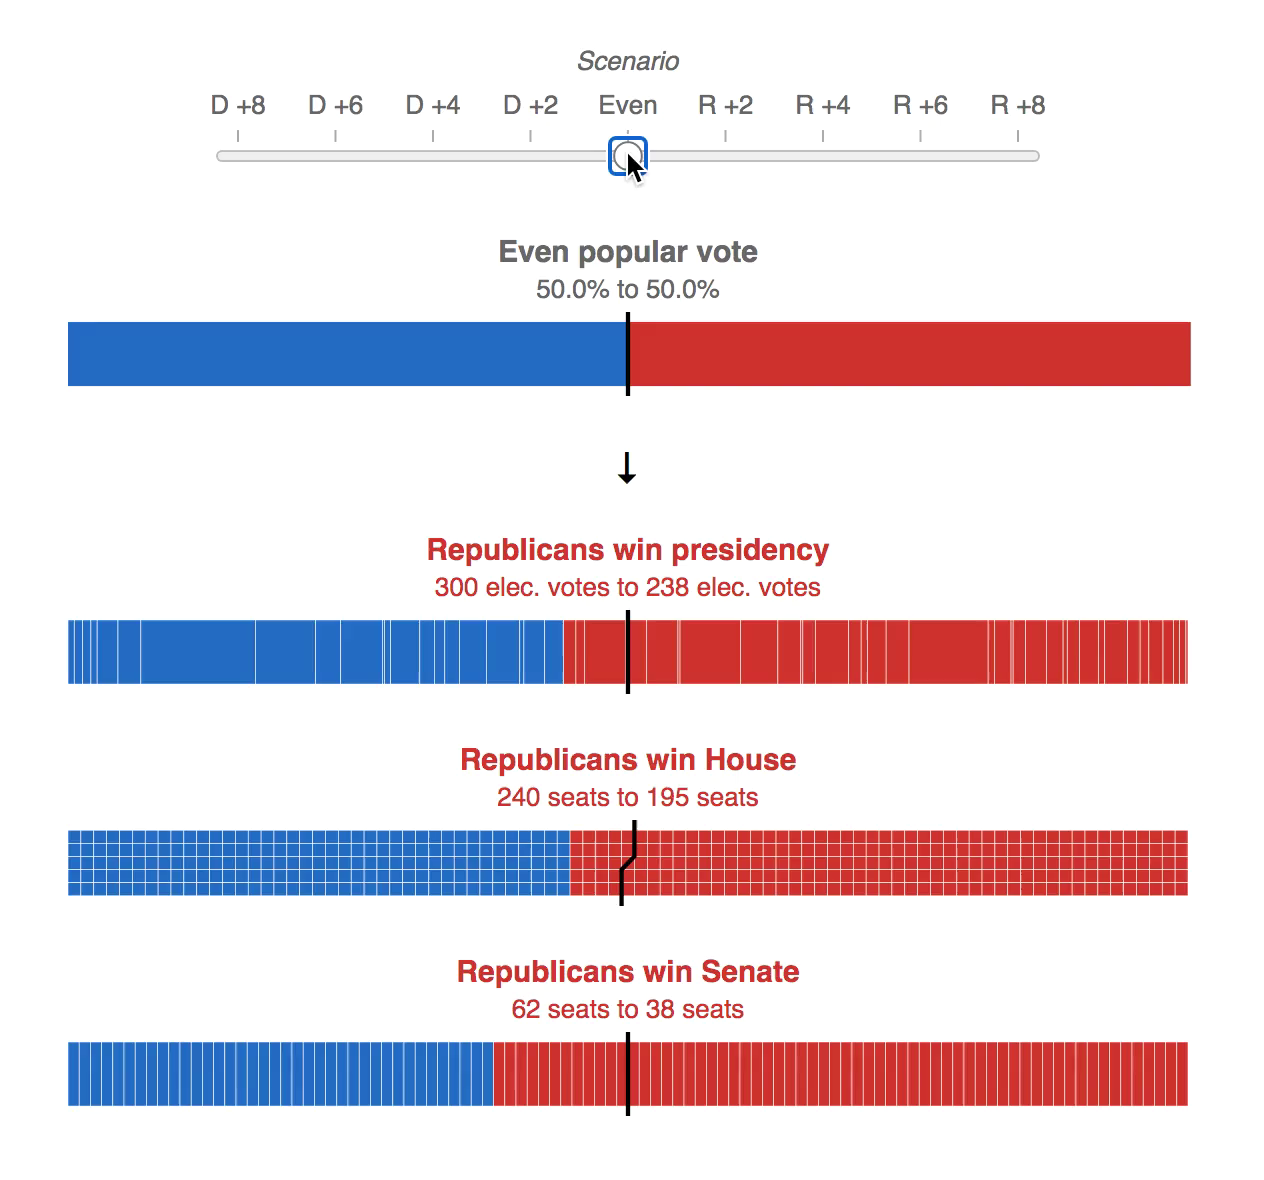 Scenario
D +8 D +6 D +4 D +2 Even R +2 R +4 R +6 R +8
Even popular vote
50.0% to 50.0%
Republicans win presidency
300 elec. votes to 238 elec. votes
Republicans win House
240 seats to 195 seats
Republicans win Senate
62 seats to 38 seats